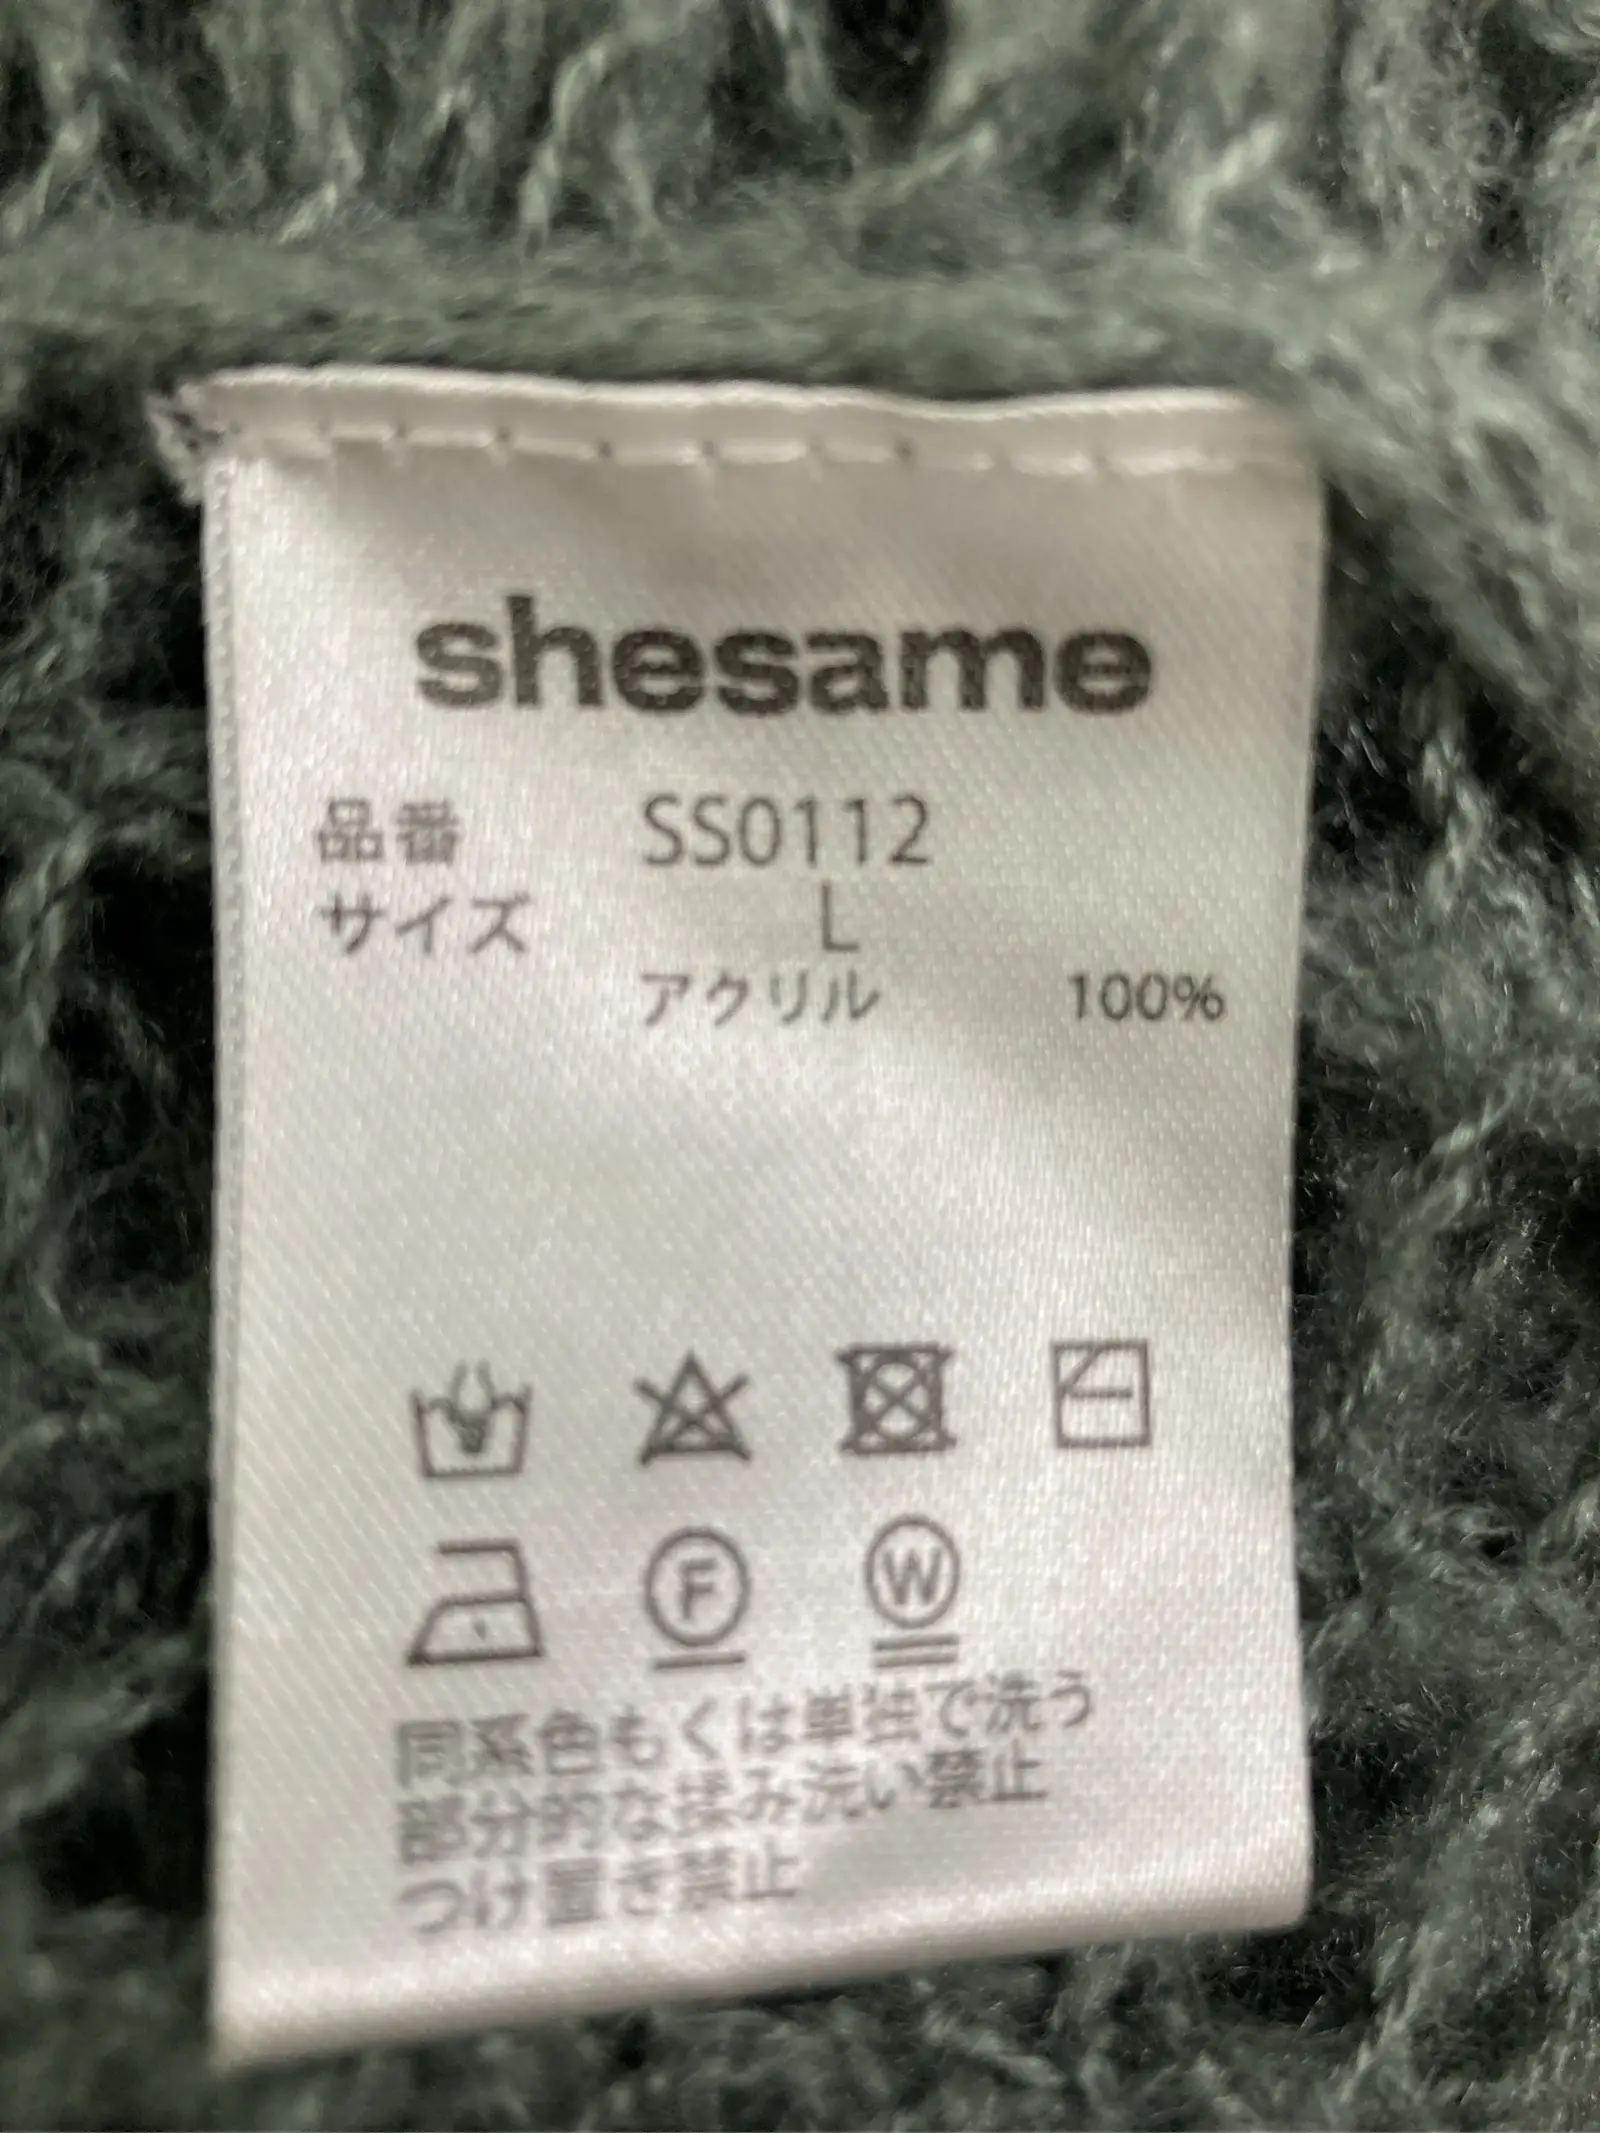 shesame
品番 SS0112
サイズ L
アクリル 100%
F W
同系色もくは単独で洗う
部分的な揉み洗い禁止
つけ置き禁止